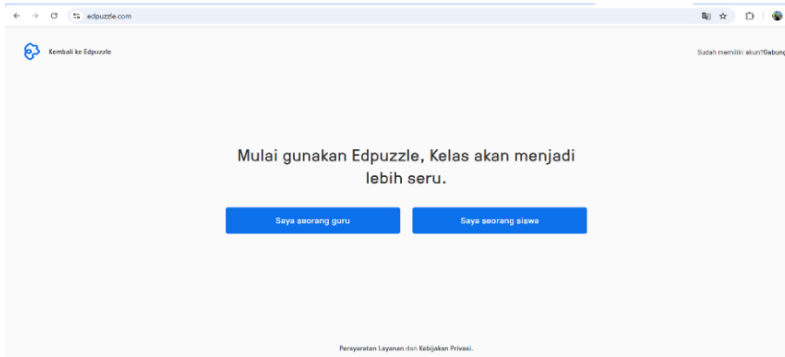 edpuzzle.com
Kembali ke Edpuzzle
Sudah memiliki akun?Gabung
Mulai gunakan Edpuzzle, Kelas akan menjadi
lebih seru.
Saya seorang guru
Saya seorang siswa
Persyaratan Layanan dan Kebijakan Privasi.